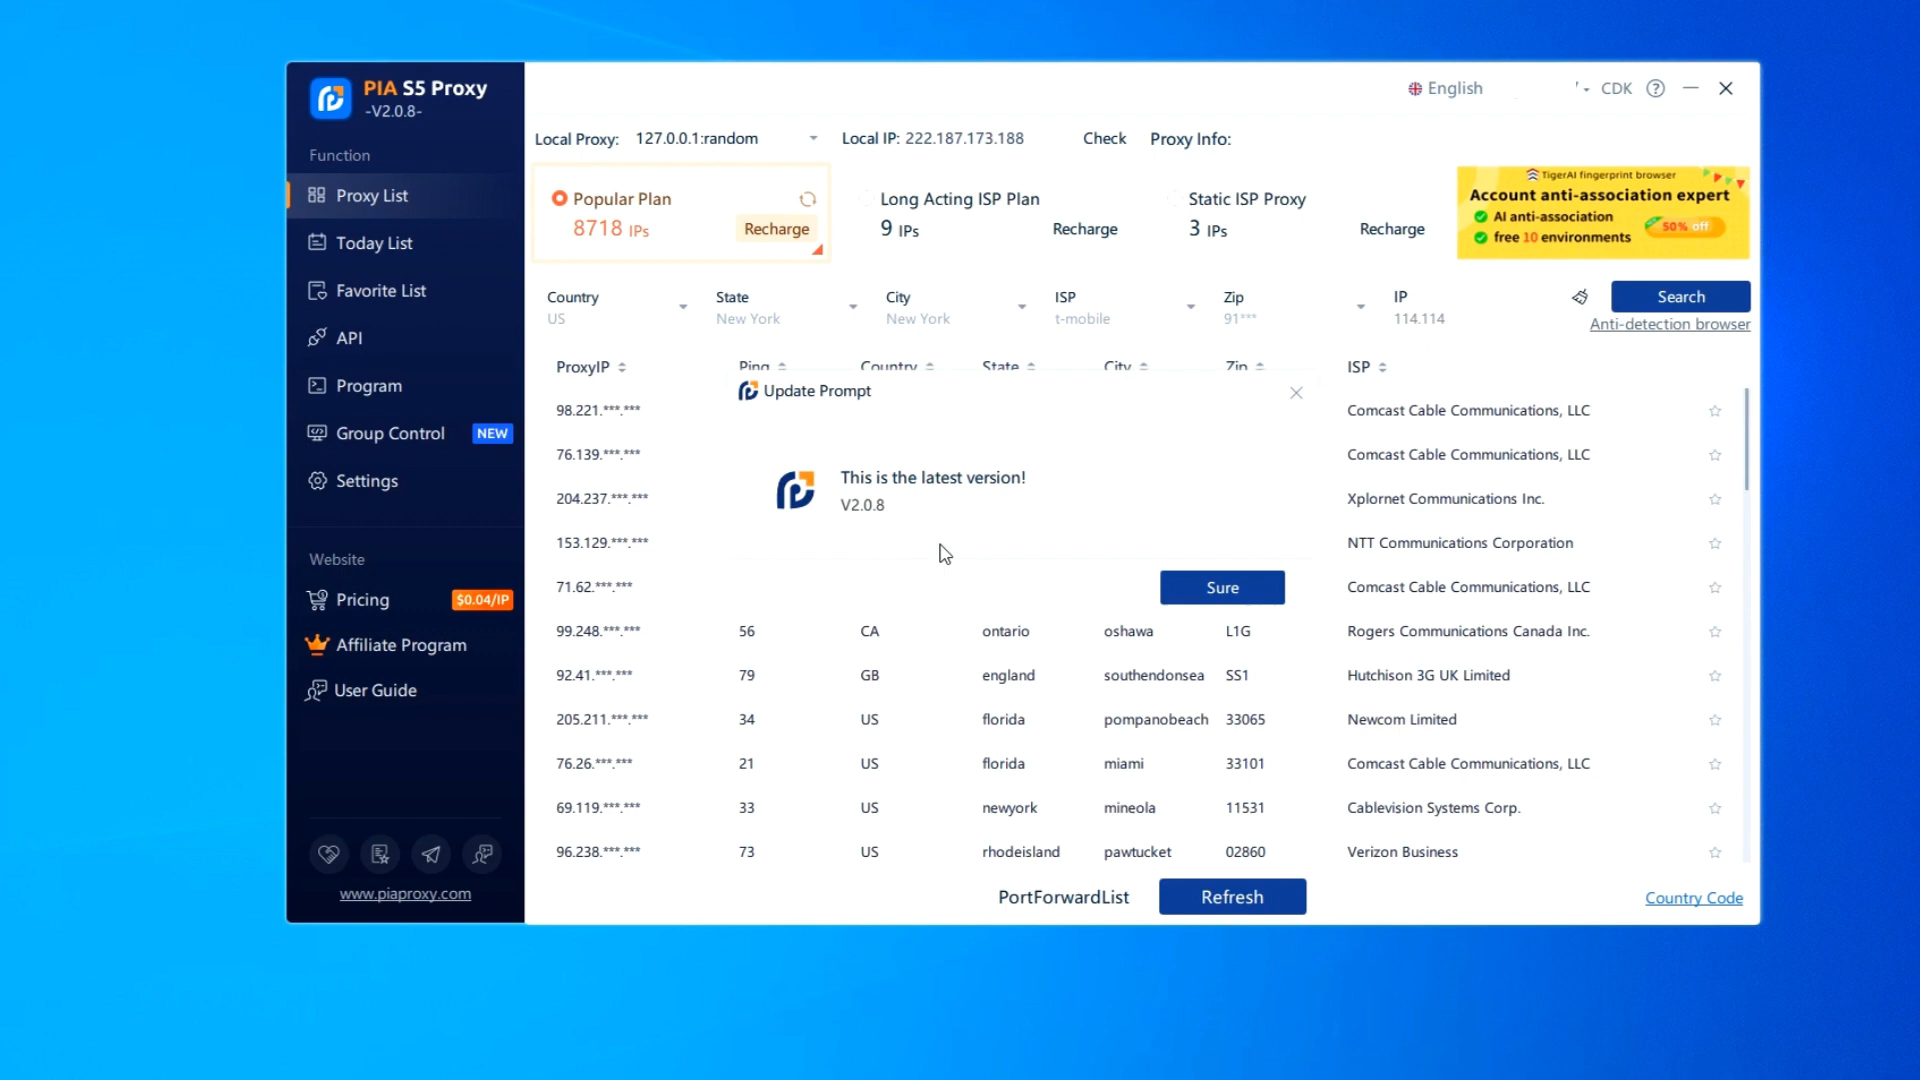 PIA S5 Proxy
-V2.0.8-
Function
Proxy List
Today List
Favorite List
API
Program
Group Control NEW
Settings
Website
Pricing $0.04/IP
Affiliate Program
User Guide
www.piaproxy.com
English CDK
Local Proxy: 127.0.0.1:random Local IP: 222.187.173.188 Check Proxy Info:
Popular Plan
8718 IPs Recharge
Long Acting ISP Plan
9 IPs Recharge
Static ISP Proxy
3 IPs Recharge
TigerAI fingerprint browser
Account anti-association expert
AI anti-association
free 10 environments
50% off
Country State City ISP Zip IP
US New York New York t-mobile 91*** 114.114
Search
Anti-detection browser
ProxyIP Ping Country State City Zip ISP
98.221.***.*** Comcast Cable Communications, LLC
76.139.***.*** Comcast Cable Communications, LLC
204.237.***.*** Xplornet Communications Inc.
153.129.***.*** NTT Communications Corporation
71.62.***.*** Comcast Cable Communications, LLC
99.248.***.*** 56 CA ontario oshawa L1G Rogers Communications Canada Inc.
92.41.***.*** 79 GB england southendonsea SS1 Hutchison 3G UK Limited
205.211.***.*** 34 US florida pompanobeach 33065 Newcom Limited
76.26.***.*** 21 US florida miami 33101 Comcast Cable Communications, LLC
69.119.***.*** 33 US newyork mineola 11531 Cablevision Systems Corp.
96.238.***.*** 73 US rhodeisland pawtucket 02860 Verizon Business
Update Prompt
This is the latest version!
V2.0.8
Sure
PortForwardList Refresh Country Code